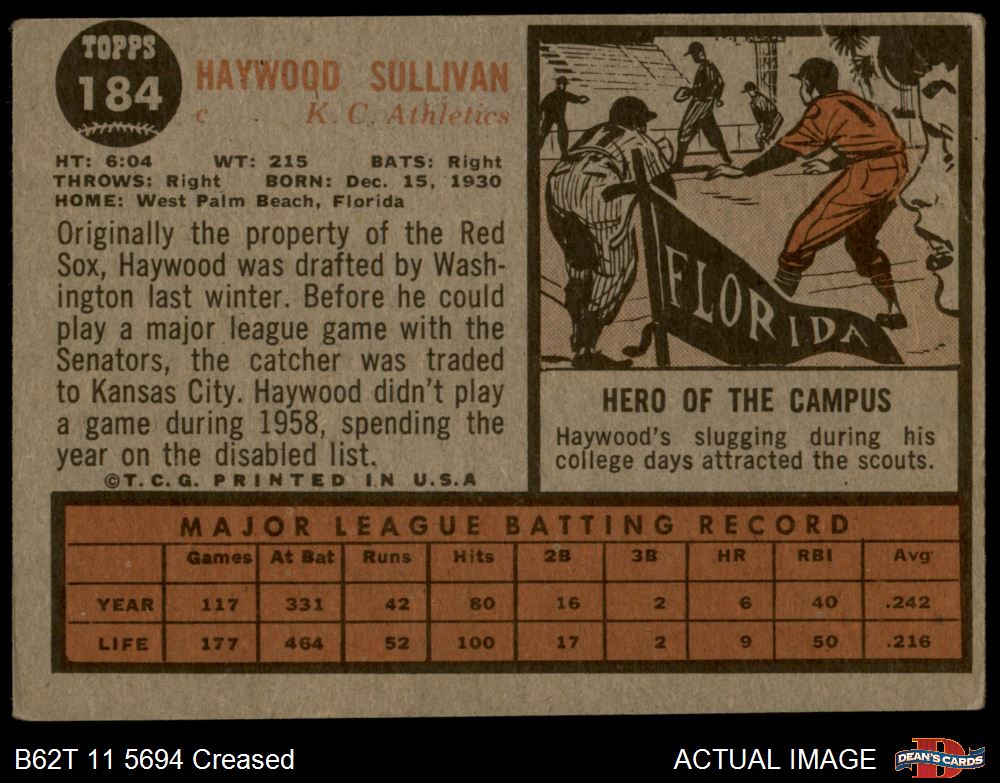 TOPPS
184
HAYWOOD SULLIVAN
c K. C. Athletics
HT: 6:04 WT: 215 BATS: Right
THROWS: Right BORN: Dec. 15, 1930
HOME: West Palm Beach, Florida
Originally the property of the Red
Sox, Haywood was drafted by Wash-
ington last winter. Before he could
play a major league game with the
Senators, the catcher was traded
to Kansas City. Haywood didn't play
a game during 1958, spending the
year on the disabled list.
©T.C.G. PRINTED IN U.S.A
FLORIDA
HERO OF THE CAMPUS
Haywood's slugging during his
college days attracted the scouts.
MAJOR LEAGUE BATTING RECORD
Games At Bat Runs Hits 2B 3B HR RBI Avg
YEAR 117 331 42 80 16 2 6 40 .242
LIFE 177 464 52 100 17 2 9 50 .216
B62T 11 5694 Creased
ACTUAL IMAGE
D
DEAN'S CARDS